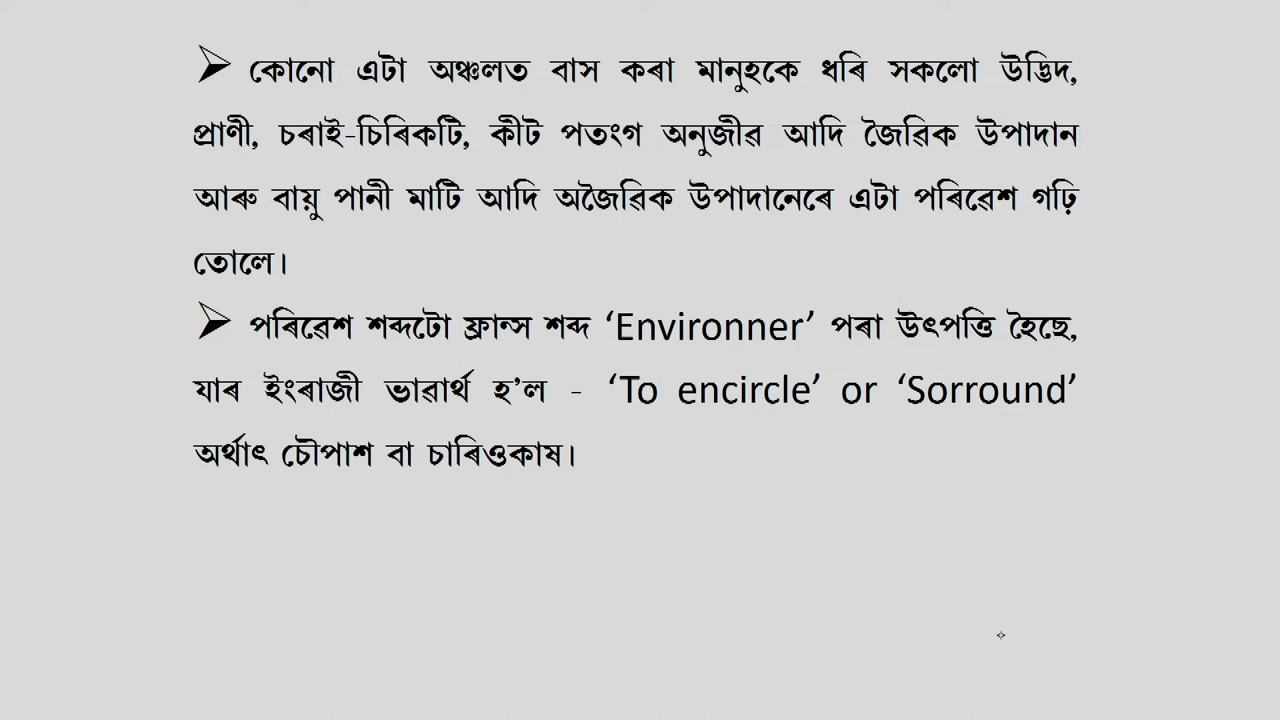 ➢ কোনো এটা অঞ্চলত বাস কৰা মানুহকে ধৰি সকলো উদ্ভিদ,
প্ৰাণী, চৰাই-চিৰিকটি, কীট পতংগ অনুজীৱ আদি জৈৱিক উপাদান
আৰু বায়ু পানী মাটি আদি অজৈৱিক উপাদানেৰে এটা পৰিৱেশ গঢ়ি
তোলে।
➢ পৰিৱেশ শব্দটো ফ্ৰান্স শব্দ ‘Environner’ পৰা উৎপত্তি হৈছে,
যাৰ ইংৰাজী ভাৱাৰ্থ হ’ল - ‘To encircle’ or ‘Sorround’
অৰ্থাৎ চৌপাশ বা চাৰিওকাষ।